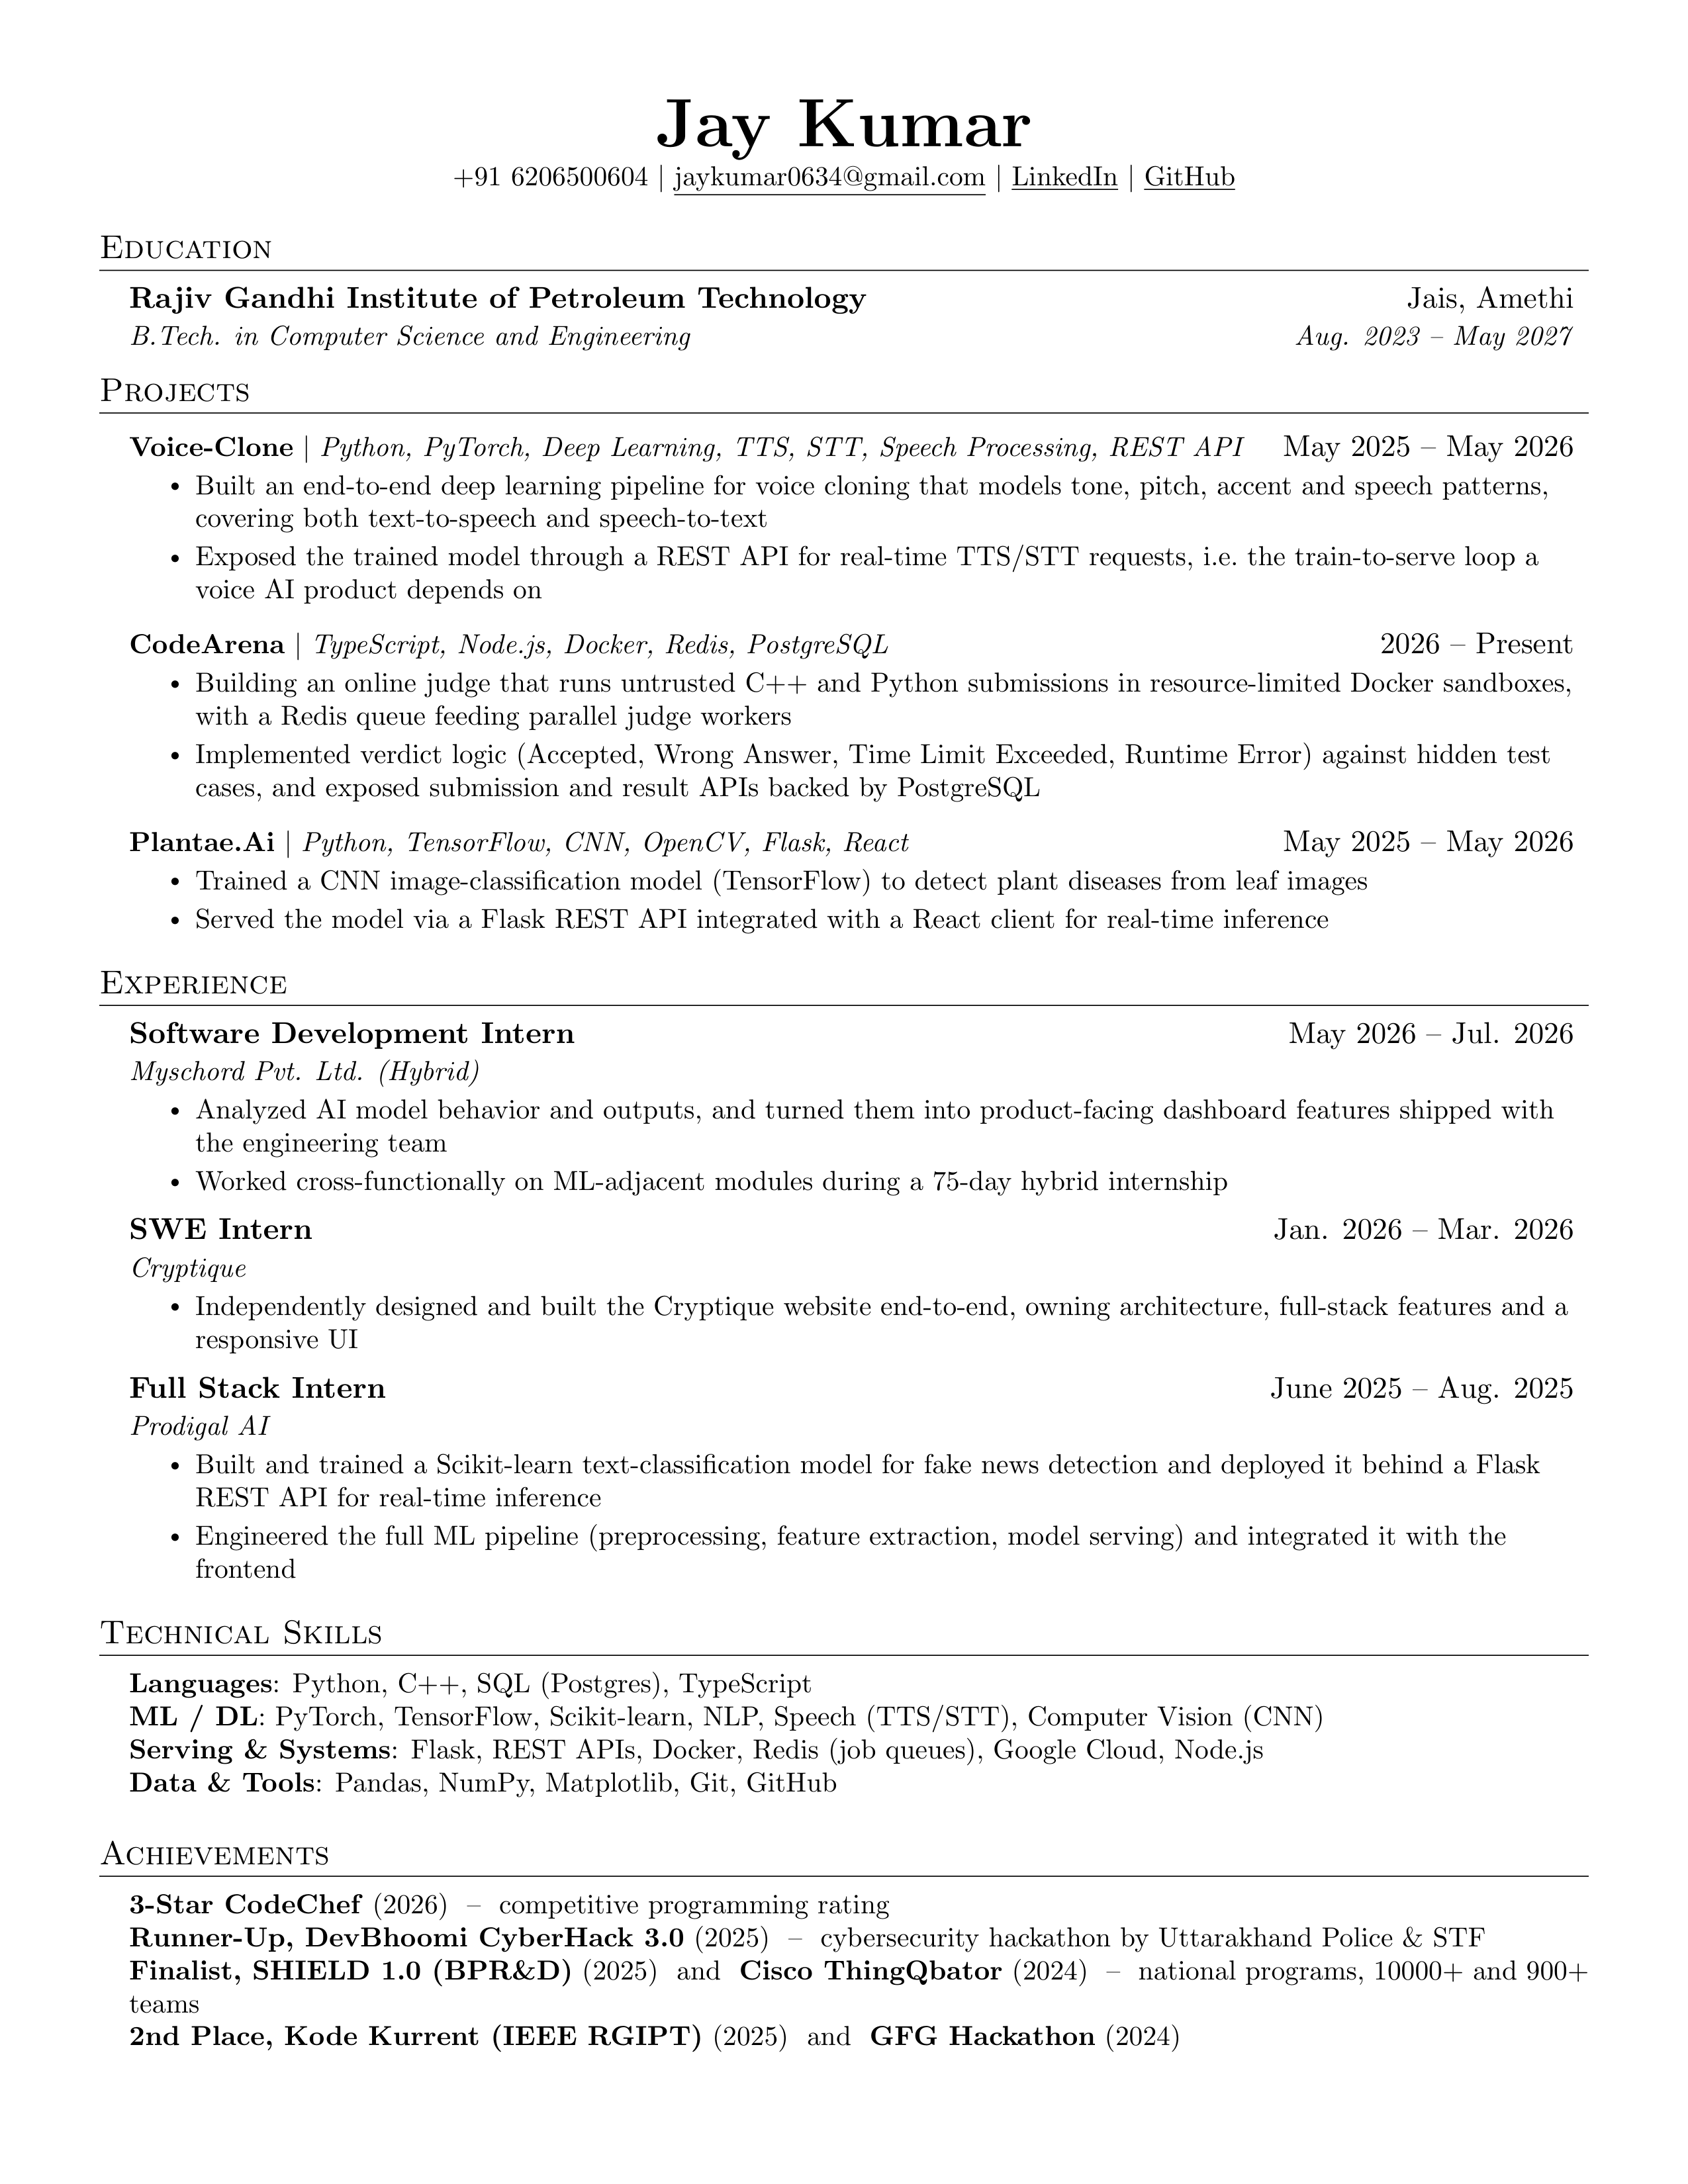 Jay Kumar
+91 6206500604 | jaykumar0634@gmail.com | LinkedIn | GitHub
Education
Rajiv Gandhi Institute of Petroleum Technology Jais, Amethi
B.Tech. in Computer Science and Engineering Aug. 2023 – May 2027
Projects
Voice-Clone | Python, PyTorch, Deep Learning, TTS, STT, Speech Processing, REST API May 2025 – May 2026
• Built an end-to-end deep learning pipeline for voice cloning that models tone, pitch, accent and speech patterns,
covering both text-to-speech and speech-to-text
• Exposed the trained model through a REST API for real-time TTS/STT requests, i.e. the train-to-serve loop a
voice AI product depends on
CodeArena | TypeScript, Node.js, Docker, Redis, PostgreSQL 2026 – Present
• Building an online judge that runs untrusted C++ and Python submissions in resource-limited Docker sandboxes,
with a Redis queue feeding parallel judge workers
• Implemented verdict logic (Accepted, Wrong Answer, Time Limit Exceeded, Runtime Error) against hidden test
cases, and exposed submission and result APIs backed by PostgreSQL
Plantae.Ai | Python, TensorFlow, CNN, OpenCV, Flask, React May 2025 – May 2026
• Trained a CNN image-classification model (TensorFlow) to detect plant diseases from leaf images
• Served the model via a Flask REST API integrated with a React client for real-time inference
Experience
Software Development Intern May 2026 – Jul. 2026
Myschord Pvt. Ltd. (Hybrid)
• Analyzed AI model behavior and outputs, and turned them into product-facing dashboard features shipped with
the engineering team
• Worked cross-functionally on ML-adjacent modules during a 75-day hybrid internship
SWE Intern Jan. 2026 – Mar. 2026
Cryptique
• Independently designed and built the Cryptique website end-to-end, owning architecture, full-stack features and a
responsive UI
Full Stack Intern June 2025 – Aug. 2025
Prodigal AI
• Built and trained a Scikit-learn text-classification model for fake news detection and deployed it behind a Flask
REST API for real-time inference
• Engineered the full ML pipeline (preprocessing, feature extraction, model serving) and integrated it with the
frontend
Technical Skills
Languages: Python, C++, SQL (Postgres), TypeScript
ML / DL: PyTorch, TensorFlow, Scikit-learn, NLP, Speech (TTS/STT), Computer Vision (CNN)
Serving & Systems: Flask, REST APIs, Docker, Redis (job queues), Google Cloud, Node.js
Data & Tools: Pandas, NumPy, Matplotlib, Git, GitHub
Achievements
3-Star CodeChef (2026) – competitive programming rating
Runner-Up, DevBhoomi CyberHack 3.0 (2025) – cybersecurity hackathon by Uttarakhand Police & STF
Finalist, SHIELD 1.0 (BPR&D) (2025) and Cisco ThingQbator (2024) – national programs, 10000+ and 900+
teams
2nd Place, Kode Kurrent (IEEE RGIPT) (2025) and GFG Hackathon (2024)